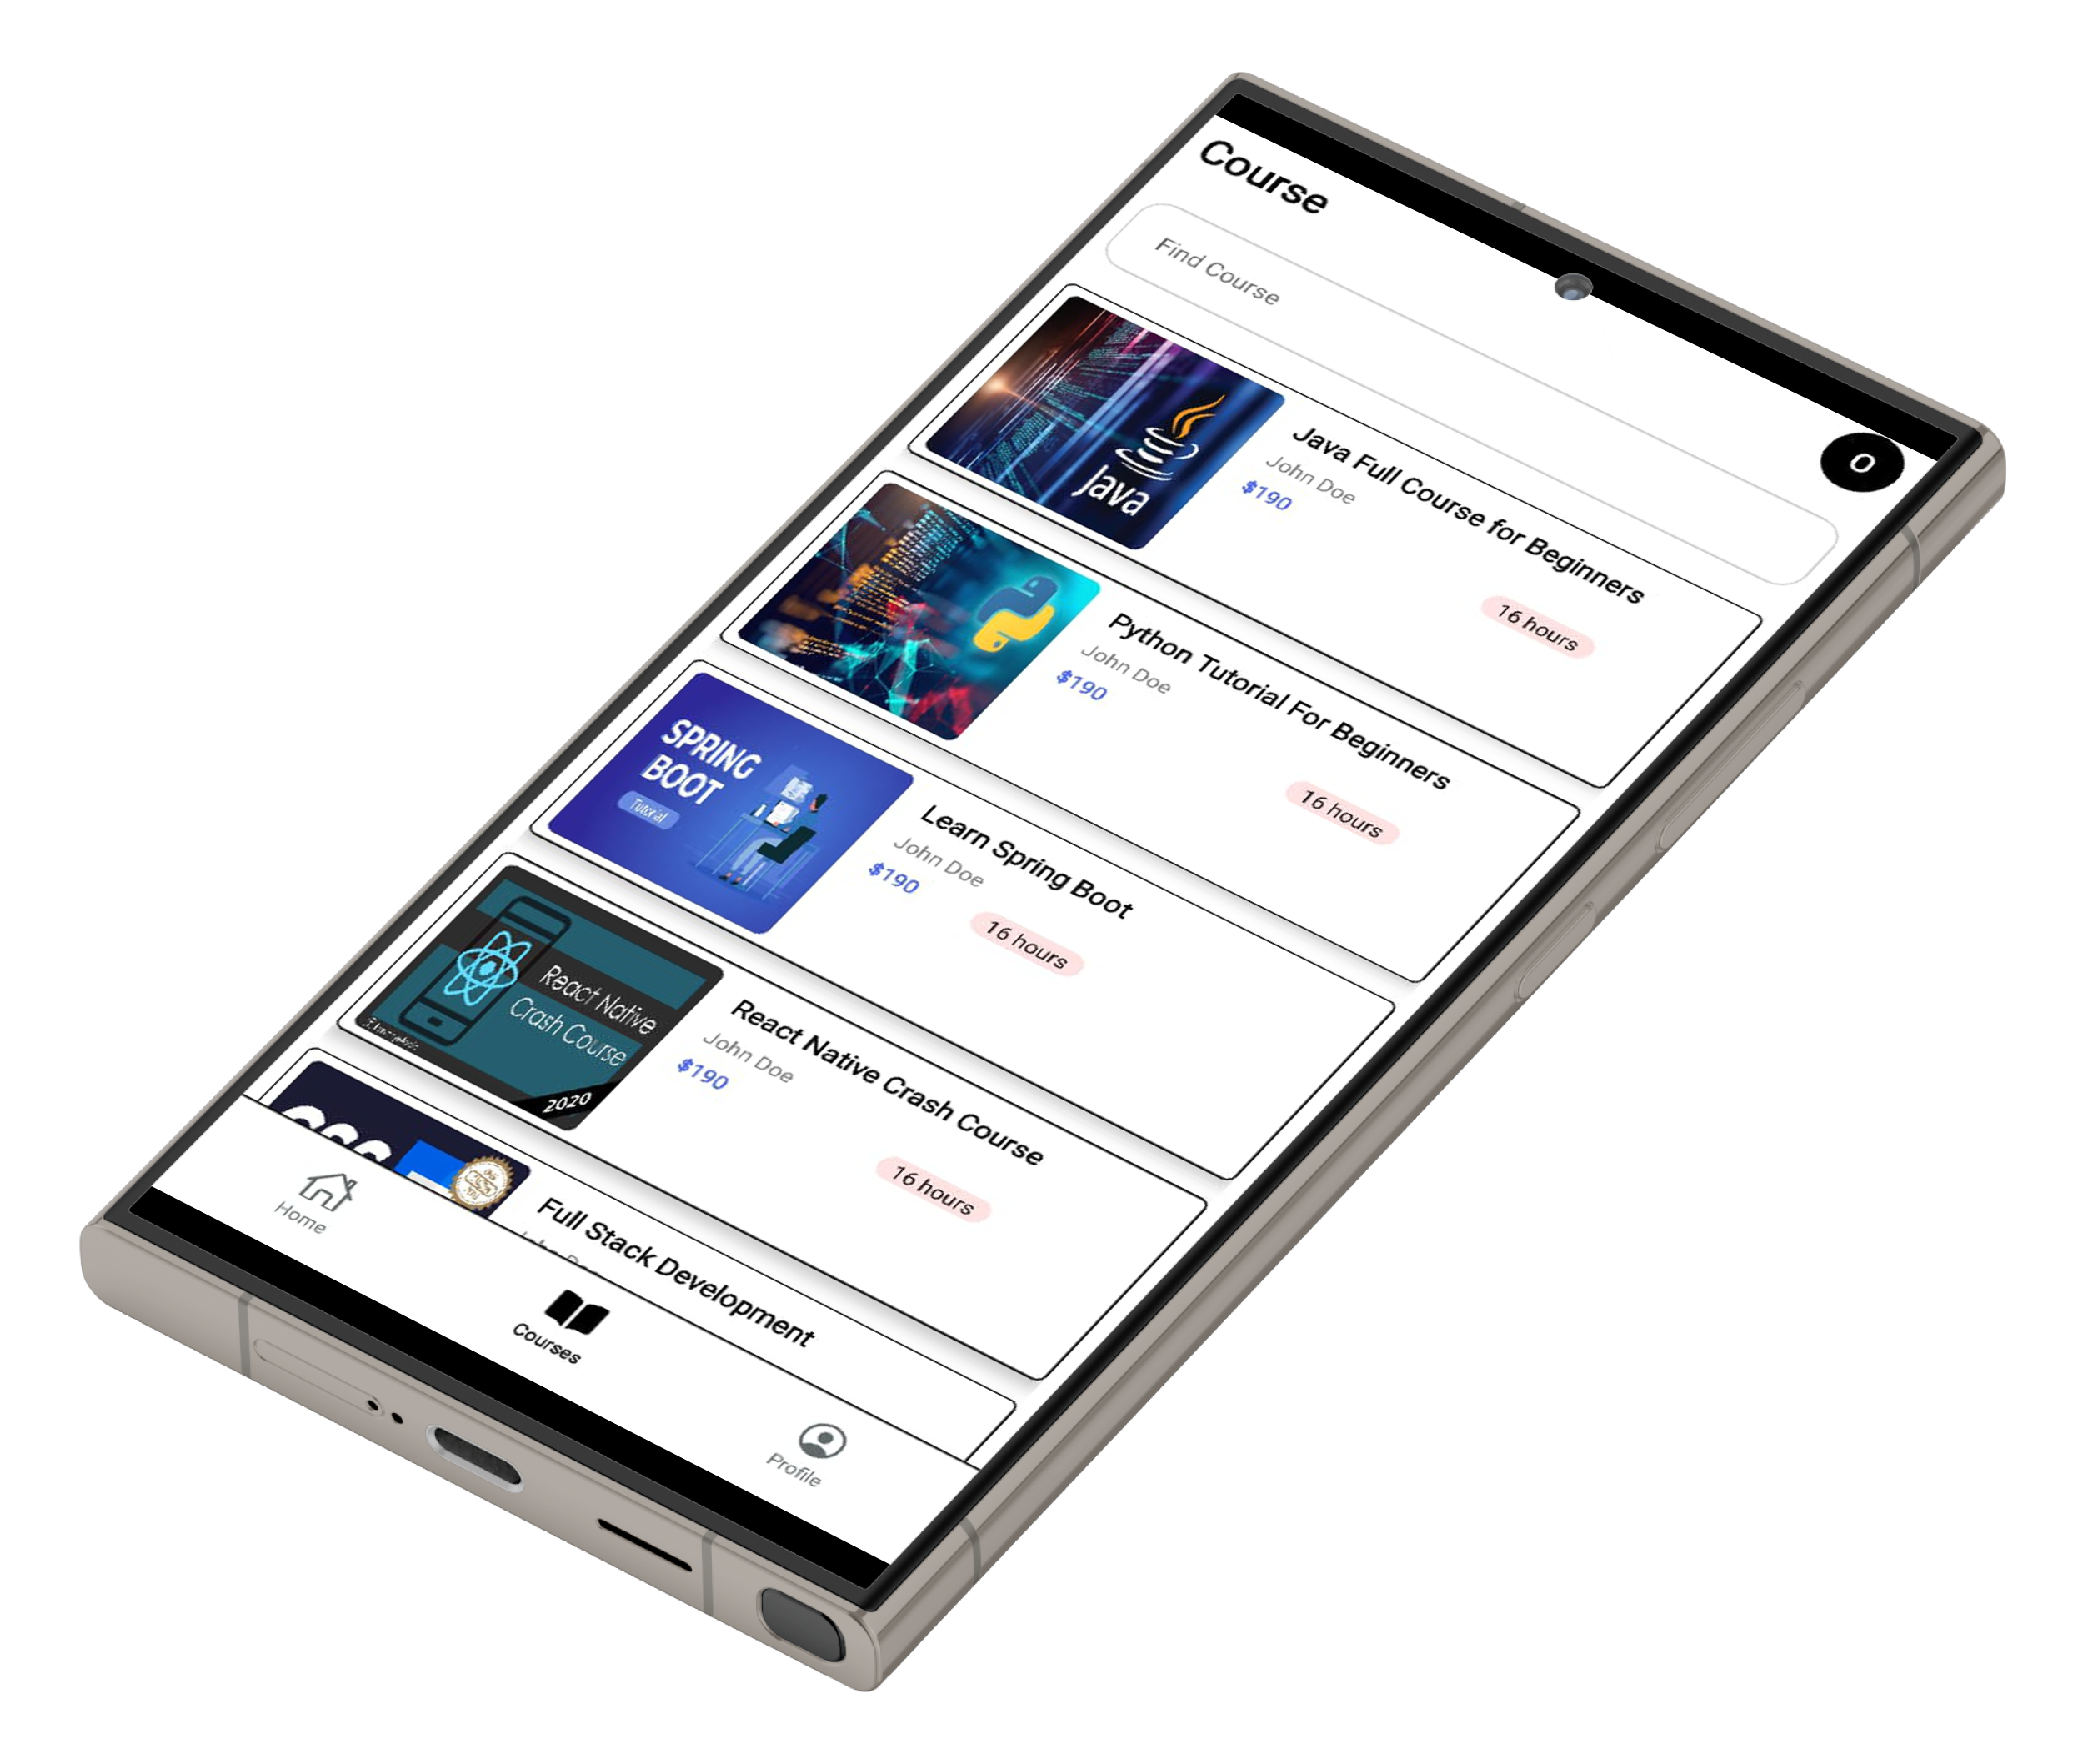 Course
0
Find Course
Java
Java Full Course for Beginners
John Doe
$190
16 hours
Python Tutorial For Beginners
John Doe
$190
16 hours
SPRING
BOOT
Tutorial
Learn Spring Boot
John Doe
$190
16 hours
React Native
Crash Course
2020
React Native Crash Course
John Doe
$190
16 hours
Full Stack Development
Home
Courses
Profile